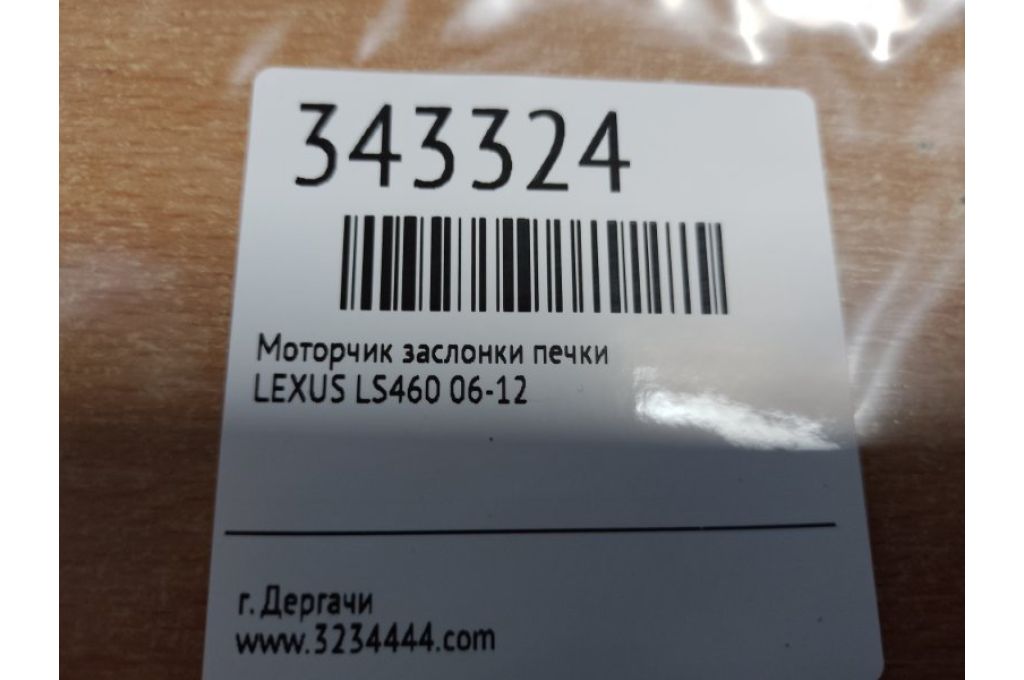 343324
Моторчик заслонки печки
LEXUS LS460 06-12
г. Дергачи
www.3234444.com